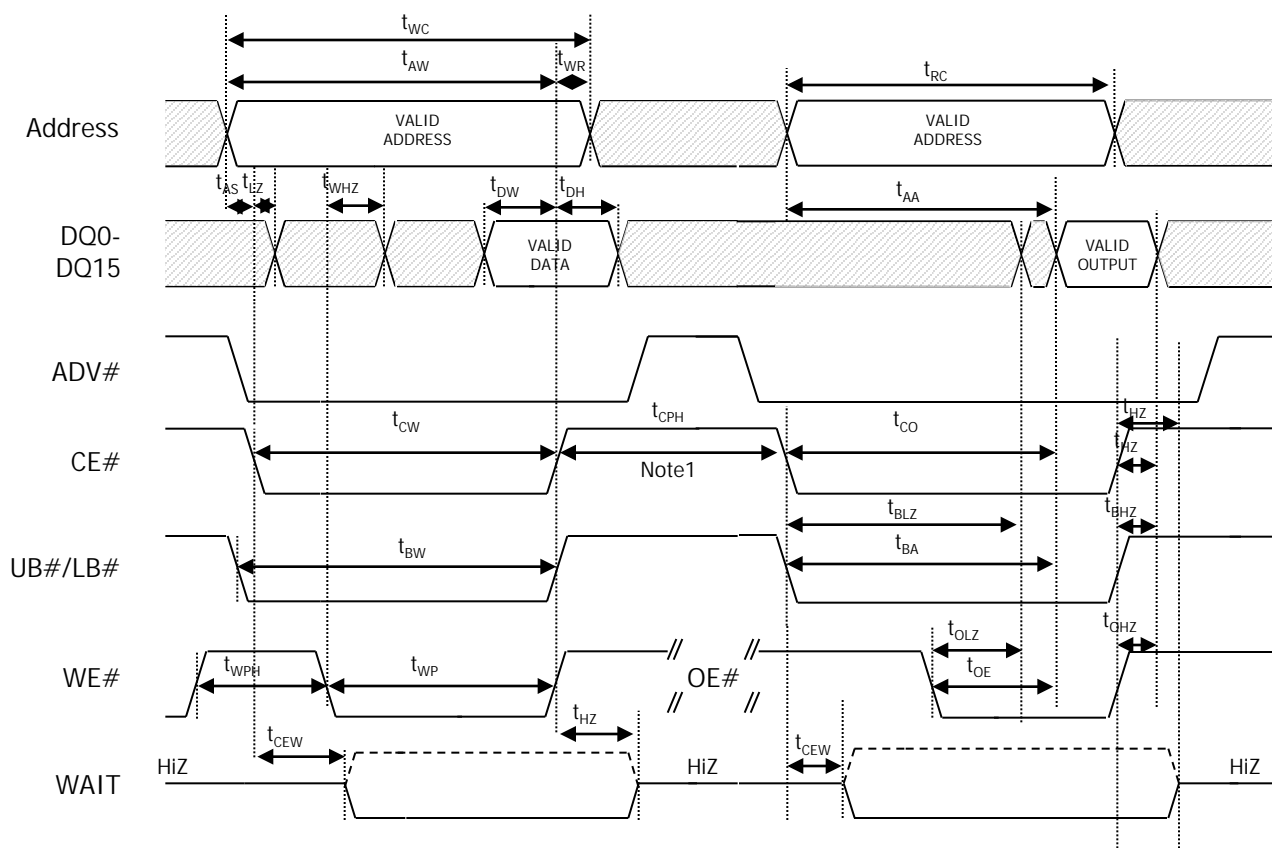 tWC
tAW
tWR
tRC
Address
VALID
ADDRESS
VALID
ADDRESS
tAS
tLZ
tWHZ
tDW
tDH
tAA
DQ0-
DQ15
VALID
DATA
VALID
OUTPUT
ADV#
tCW
tCPH
tCO
tHZ
CE#
Note1
tHZ
tBLZ
tBHZ
UB#/LB#
tBW
tBA
tOLZ
tOHZ
WE#
tWPH
tWP
//
//
OE#
//
//
tOE
tCEW
tHZ
tCEW
WAIT
HiZ
HiZ
HiZ